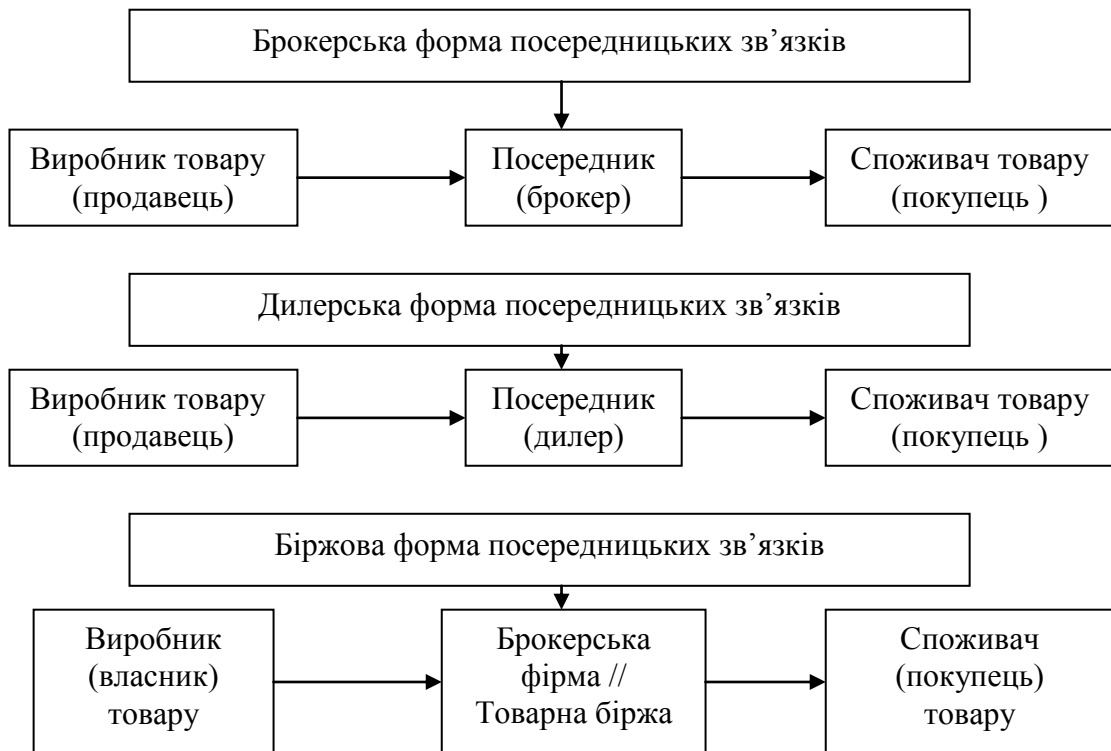 Брокерська форма посередницьких зв’язків
Виробник товару
(продавець)
Посередник
(брокер)
Споживач товару
(покупець )
Дилерська форма посередницьких зв’язків
Виробник товару
(продавець)
Посередник
(дилер)
Споживач товару
(покупець )
Біржова форма посередницьких зв’язків
Виробник
(власник)
товару
Брокерська
фірма //
Товарна біржа
Споживач
(покупець)
товару